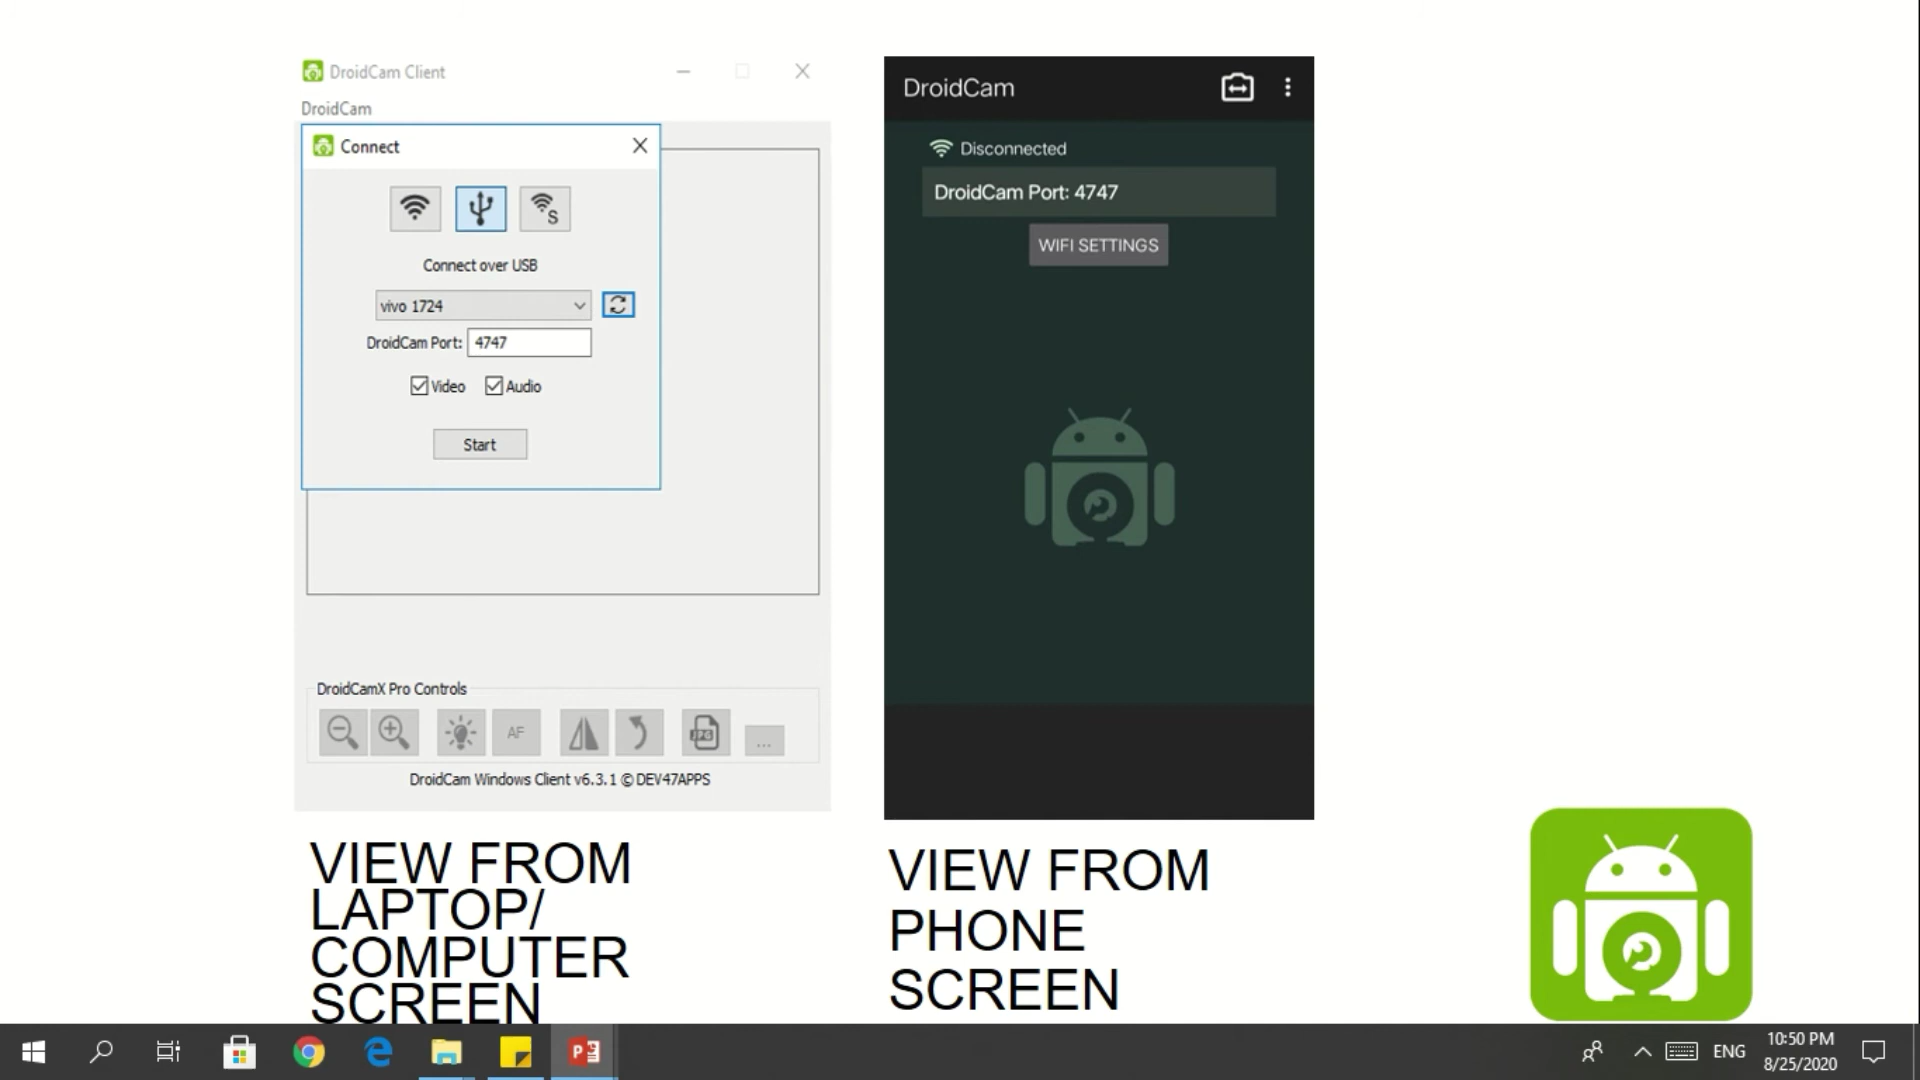 DroidCam Client
DroidCam
Connect
S
Connect over USB
vivo 1724
DroidCam Port: 4747
Video Audio
Start
DroidCamX Pro Controls
AF
JPG
...
DroidCam Windows Client v6.3.1 © DEV47APPS
VIEW FROM
LAPTOP/
COMPUTER
SCREEN
DroidCam
Disconnected
DroidCam Port: 4747
WIFI SETTINGS
VIEW FROM
PHONE
SCREEN
ENG
10:50 PM
8/25/2020